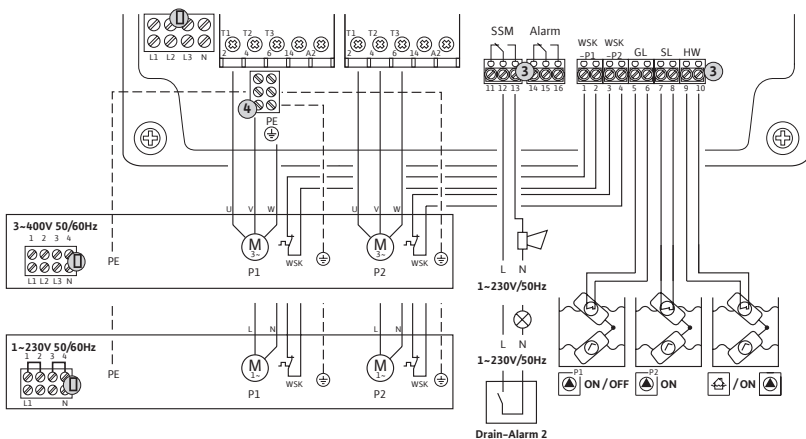 L1 L2 L3 N
T1 T2 T3
2 4 6 14 A2
T1 T2 T3
2 4 6 14 A2
SSM Alarm
WSK WSK GL SL HW
-P1 -P2
3 3
11 12 13 14 15 16 1 2 3 4 5 6 7 8 9 10
4
PE
U V W U V W
3~400V 50/60Hz
1 2 3 4
L1 L2 L3 N
PE
M
3~
P1
WSK
M
3~
P2
WSK
L N
1~230V/50Hz
L N L N
1~230V 50/60Hz
1 2 3 4
L1 N
PE
M
1~
P1
WSK
M
1~
P2
WSK
L N
1~230V/50Hz
Drain-Alarm 2
P1
ON / OFF
P2
ON
/ ON